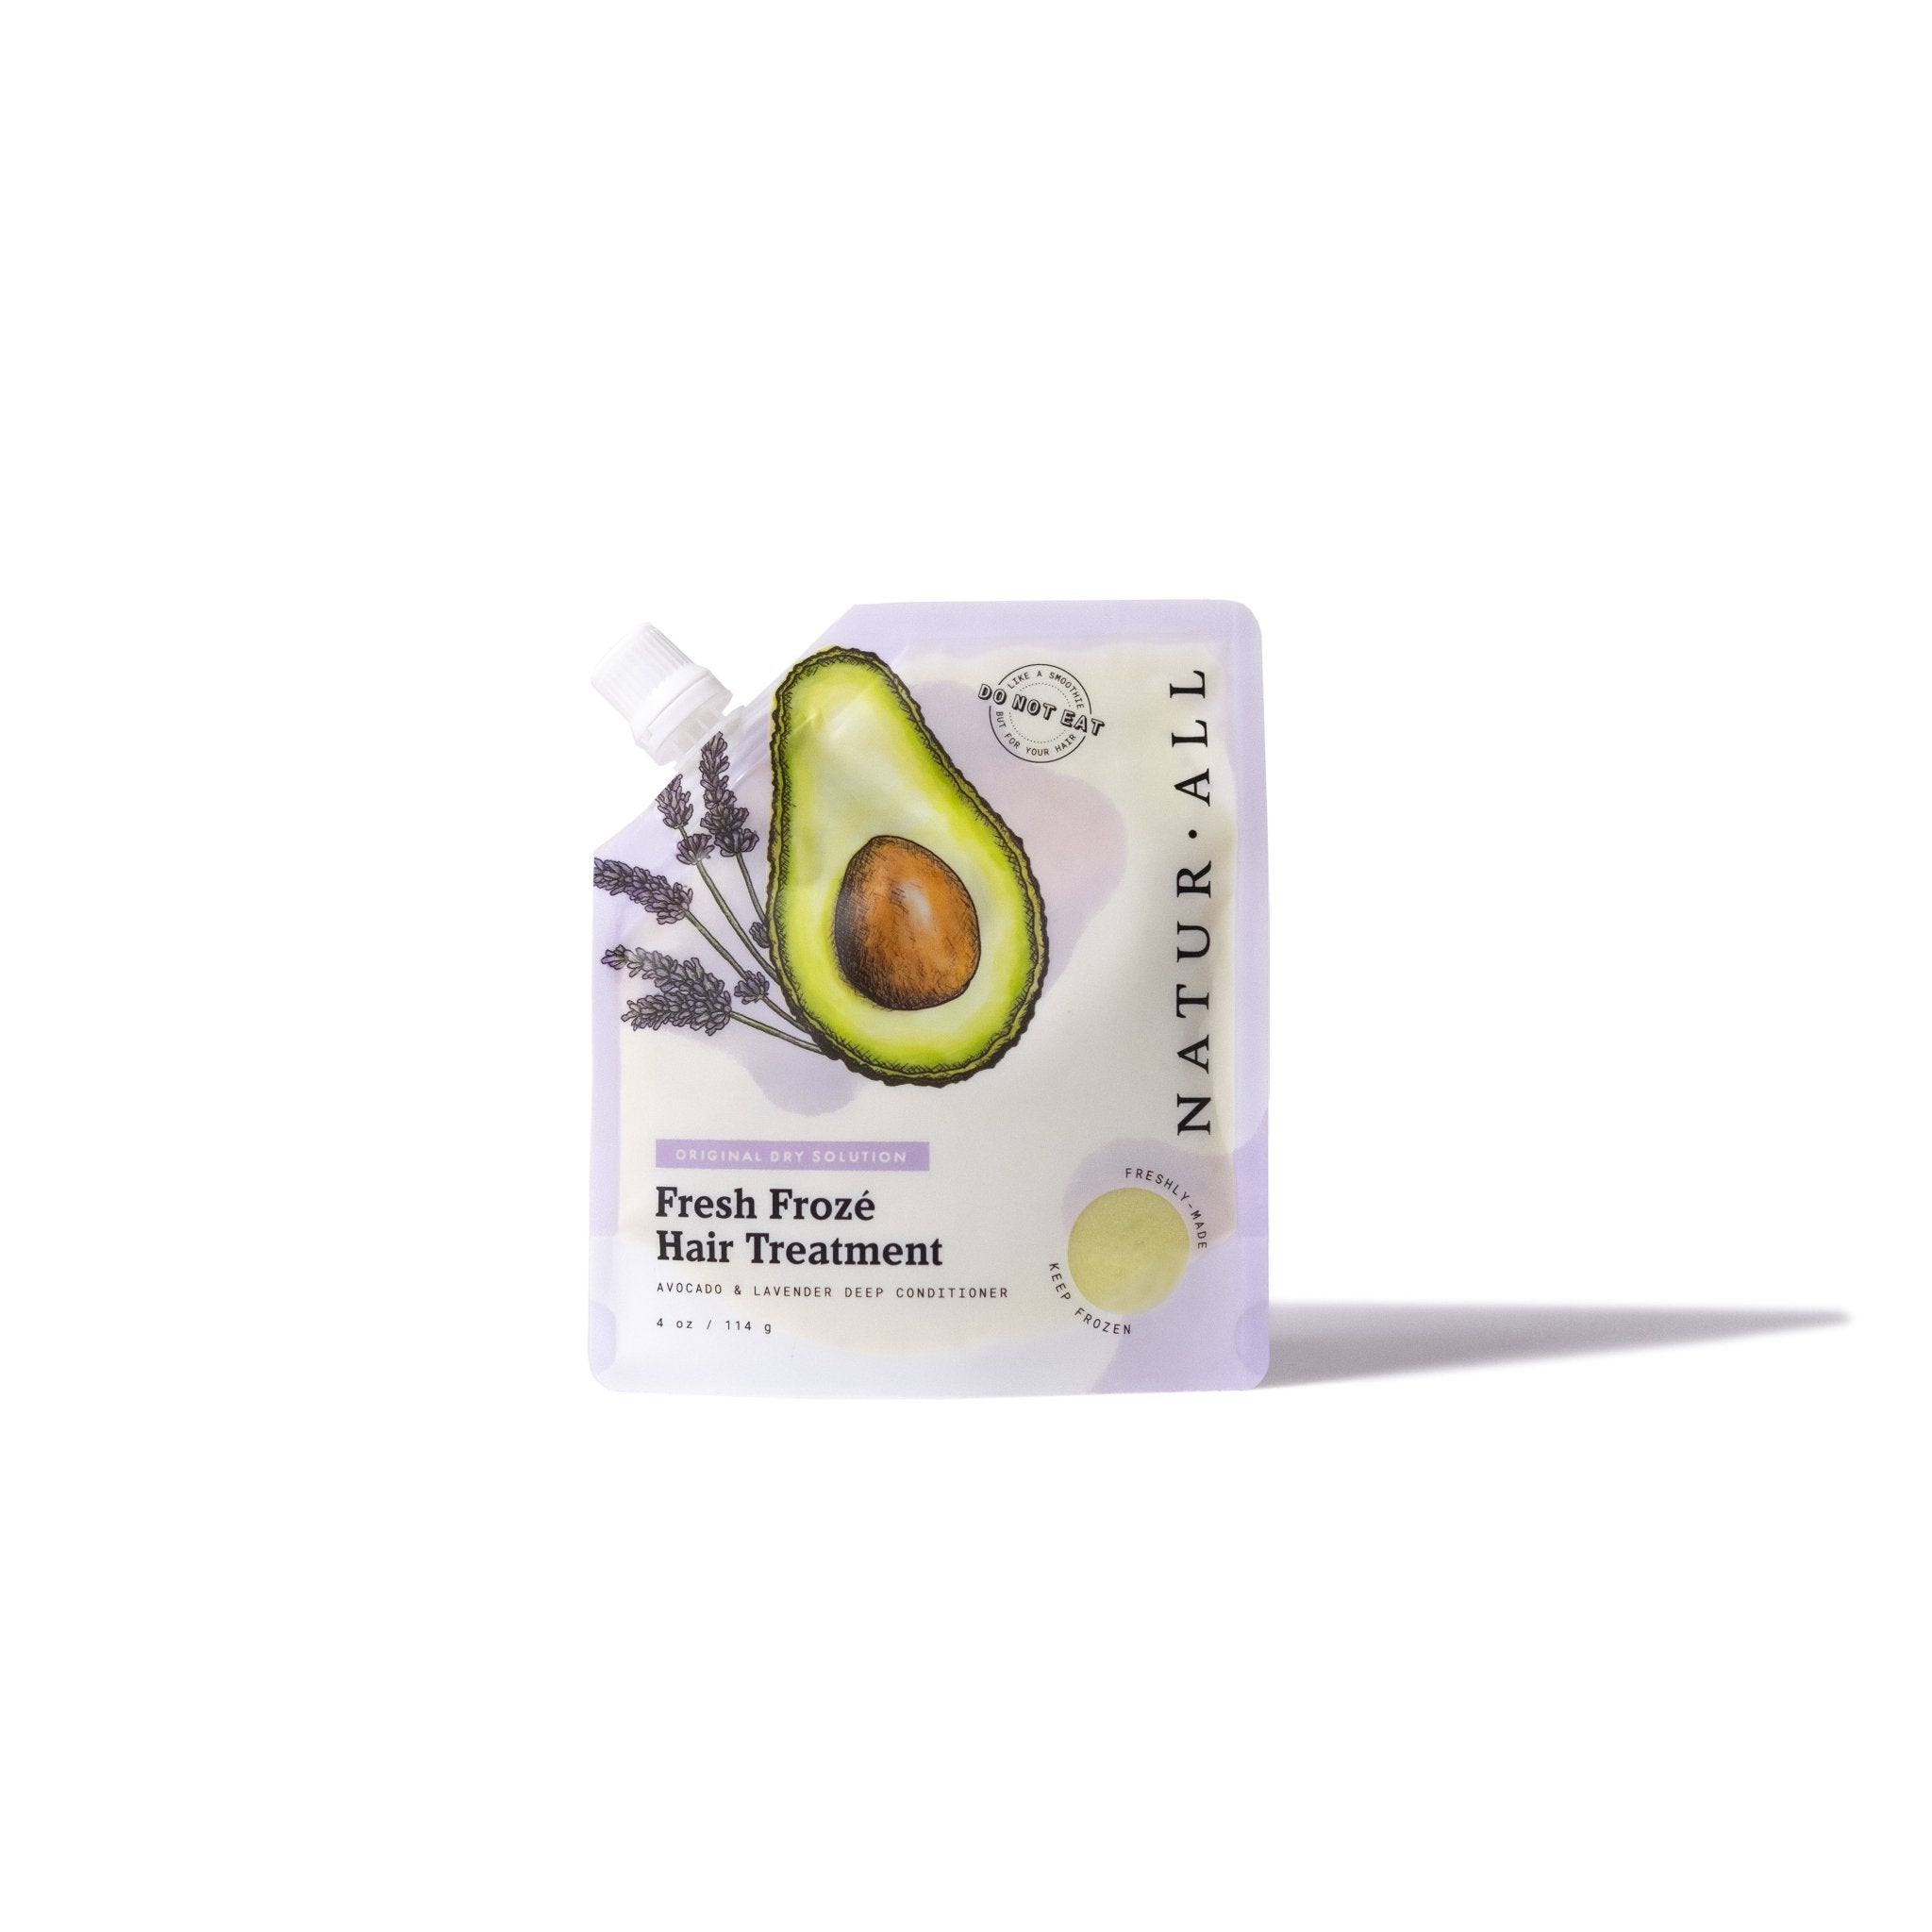 LIKE A SMOOTHIE
DO NOT EAT
BUT FOR YOUR HAIR
NATUR·ALL
ORIGINAL DRY SOLUTION
Fresh Frozé
Hair Treatment
AVOCADO & LAVENDER DEEP CONDITIONER
4 oz / 114 g
FRESHLY-MADE
KEEP FROZEN